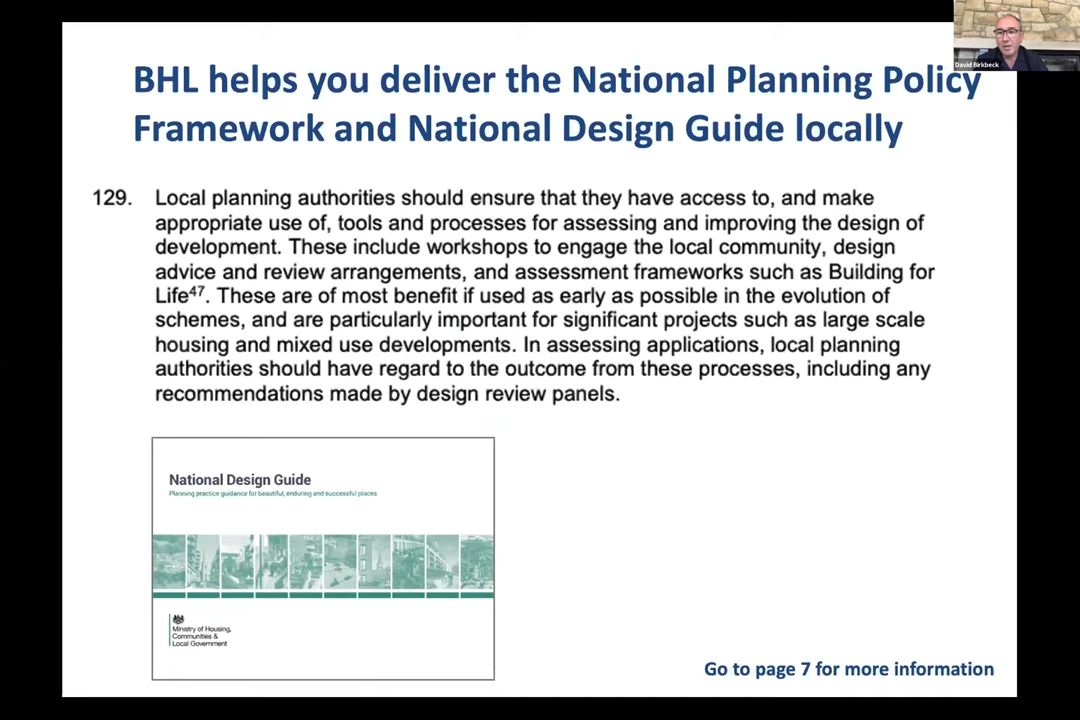 David Birkbeck
BHL helps you deliver the National Planning Policy
Framework and National Design Guide locally
129. Local planning authorities should ensure that they have access to, and make
appropriate use of, tools and processes for assessing and improving the design of
development. These include workshops to engage the local community, design
advice and review arrangements, and assessment frameworks such as Building for
Life⁴⁷. These are of most benefit if used as early as possible in the evolution of
schemes, and are particularly important for significant projects such as large scale
housing and mixed use developments. In assessing applications, local planning
authorities should have regard to the outcome from these processes, including any
recommendations made by design review panels.
National Design Guide
Planning practice guidance for beautiful, enduring and successful places
Ministry of Housing,
Communities &
Local Government
Go to page 7 for more information